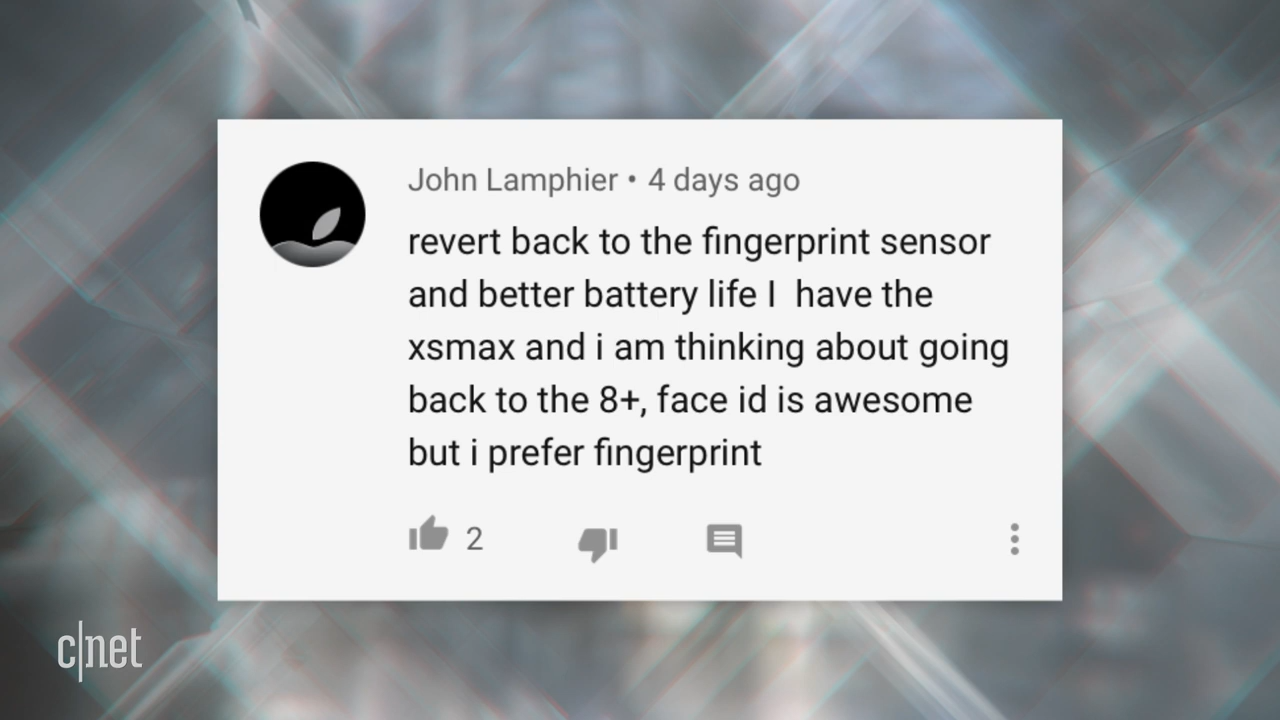 John Lamphier • 4 days ago
revert back to the fingerprint sensor
and better battery life I  have the
xsmax and i am thinking about going
back to the 8+, face id is awesome
but i prefer fingerprint
2
c|net